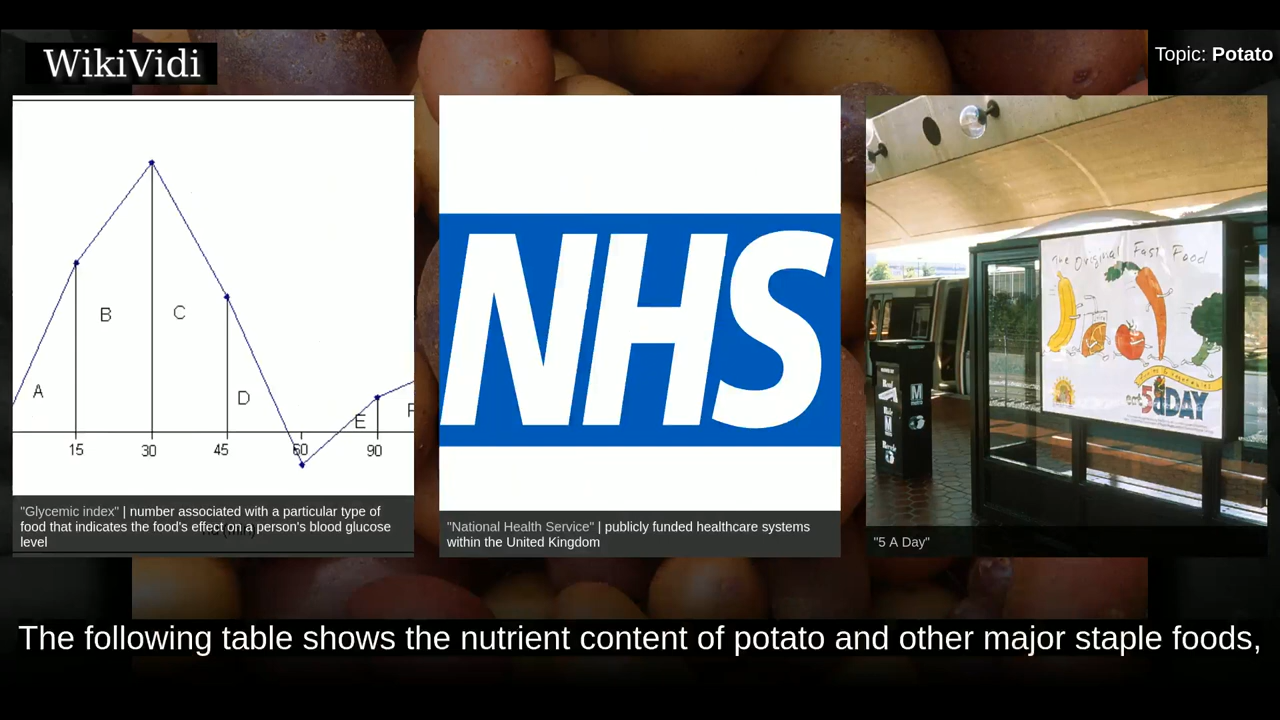 WikiVidi
Topic: Potato
A
B
C
D
E
F
15
30
45
60
90
"Glycemic index" | number associated with a particular type of
food that indicates the food's effect on a person's blood glucose
level
NHS
"National Health Service" | publicly funded healthcare systems
within the United Kingdom
The Original Fast Food
eat 5 A DAY
"5 A Day"
The following table shows the nutrient content of potato and other major staple foods,